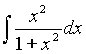 ∫ x²/(1+x²) dx